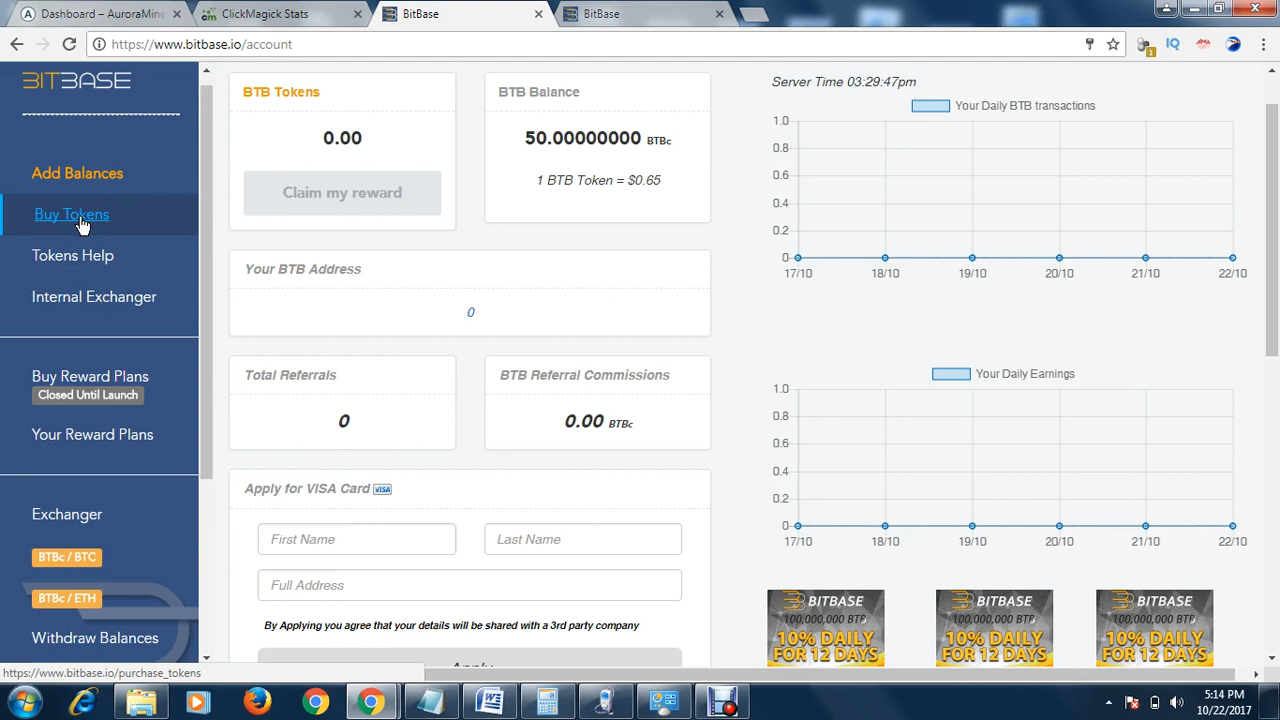 Dashboard – AuroraMine
ClickMagick Stats
BitBase
BitBase
https://www.bitbase.io/account
1
IQ
BITBASE
Add Balances
Buy Tokens
Tokens Help
Internal Exchanger
Buy Reward Plans
Closed Until Launch
Your Reward Plans
Exchanger
BTBc / BTC
BTBc / ETH
Withdraw Balances
BTB Tokens
0.00
Claim my reward
BTB Balance
50.00000000 BTBc
1 BTB Token = $0.65
Your BTB Address
0
Total Referrals
0
BTB Referral Commissions
0.00 BTBc
Apply for VISA Card VISA
First Name
Last Name
Full Address
By Applying you agree that your details will be shared with a 3rd party company
Apply
Server Time 03:29:47pm
Your Daily BTB transactions
1.0
0.8
0.6
0.4
0.2
0
17/10 18/10 19/10 20/10 21/10 22/10
Your Daily Earnings
1.0
0.8
0.6
0.4
0.2
0
17/10 18/10 19/10 20/10 21/10 22/10
BITBASE
100,000,000 BTP
10% DAILY
FOR 12 DAYS
BITBASE
100,000,000 BTP
10% DAILY
FOR 12 DAYS
BITBASE
100,000,000 BTP
10% DAILY
FOR 12 DAYS
https://www.bitbase.io/purchase_tokens
5:14 PM
10/22/2017